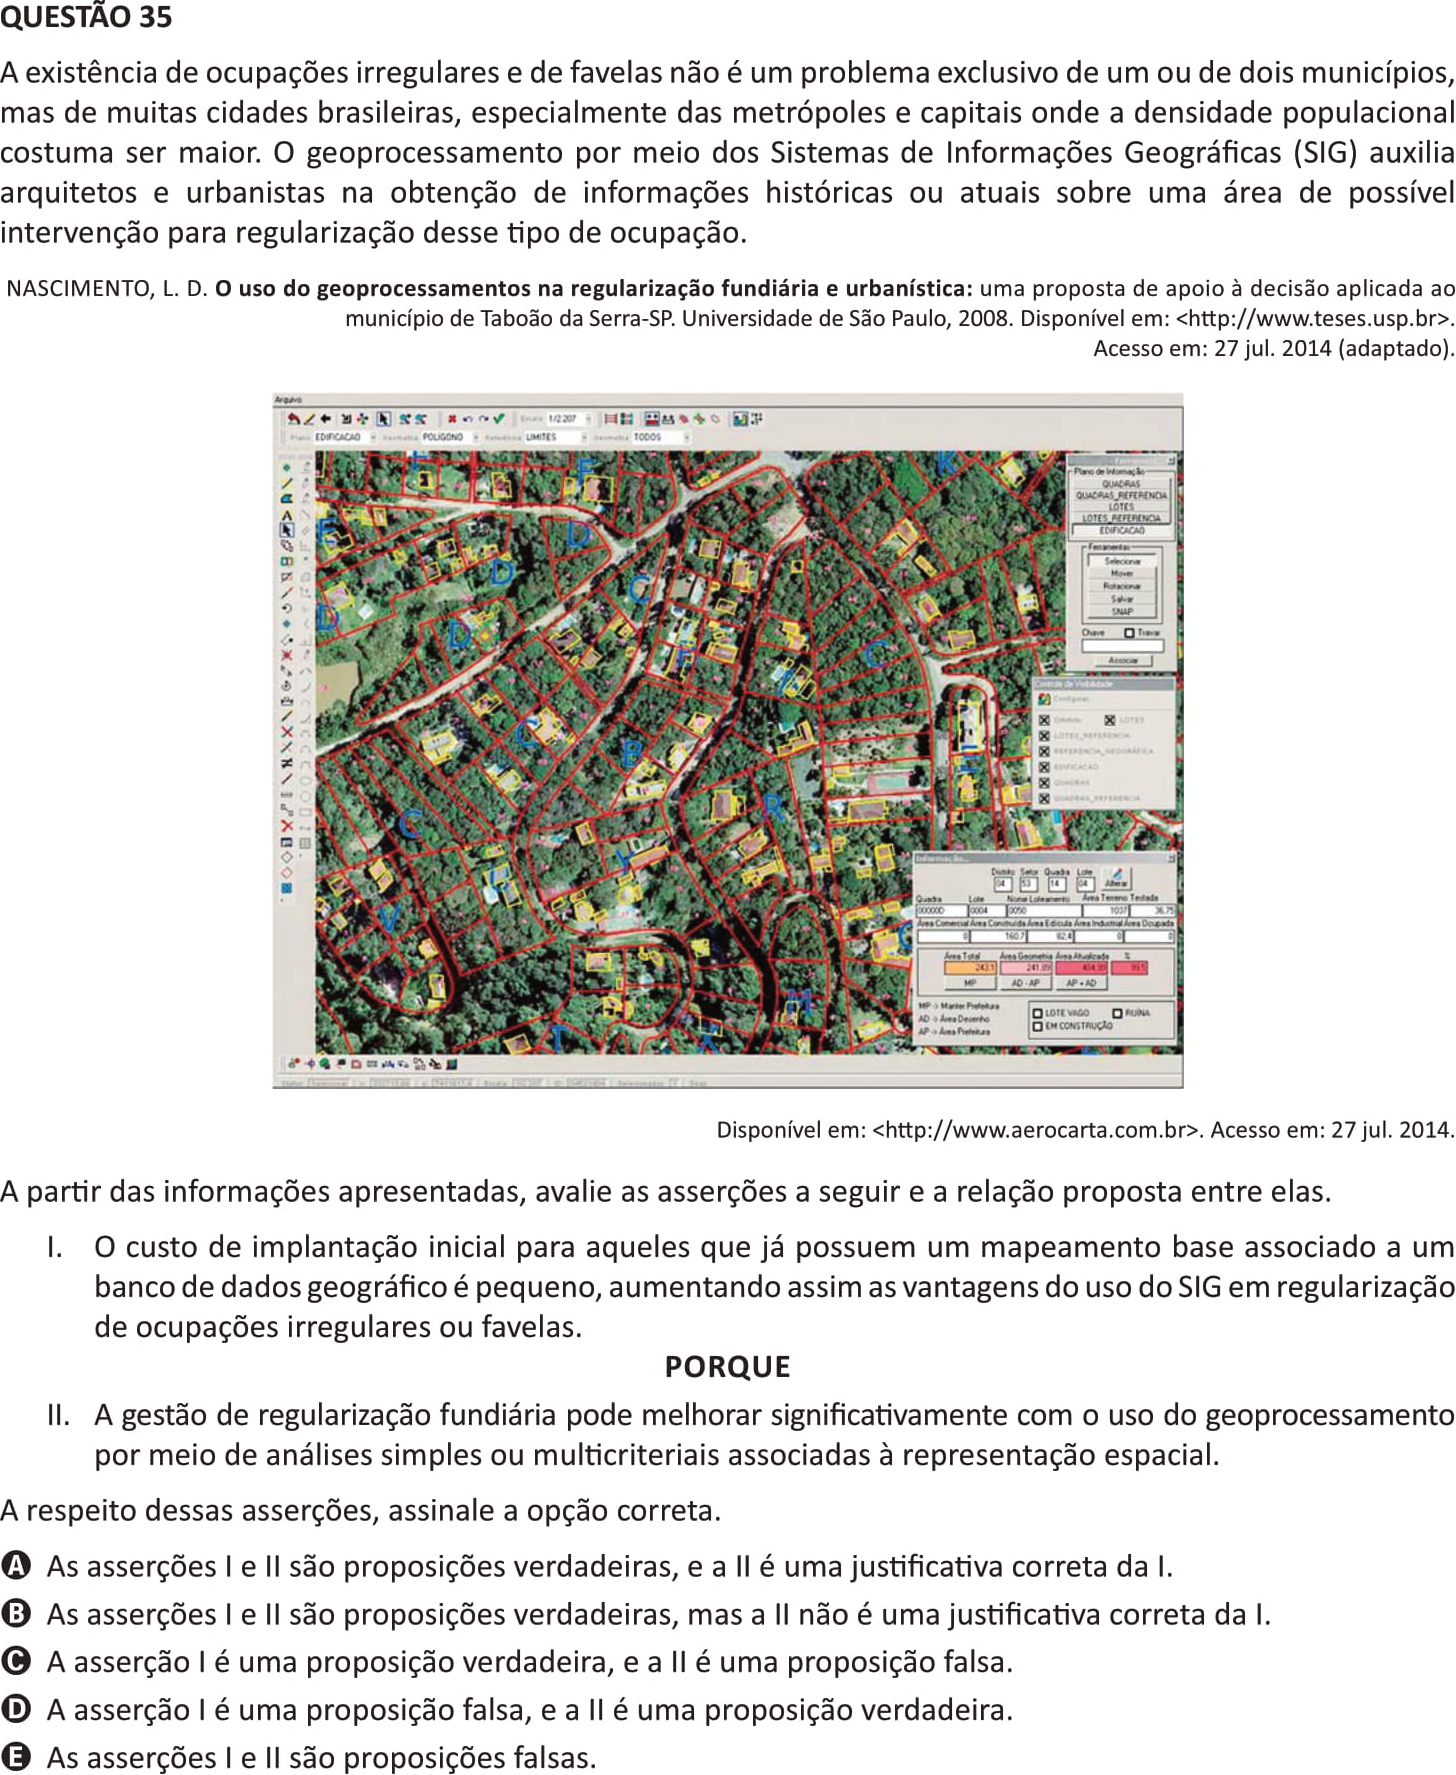 QUESTÃO 35
A existência de ocupações irregulares e de favelas não é um problema exclusivo de um ou de dois municípios,
mas de muitas cidades brasileiras, especialmente das metrópoles e capitais onde a densidade populacional
costuma ser maior. O geoprocessamento por meio dos Sistemas de Informações Geográficas (SIG) auxilia
arquitetos e urbanistas na obtenção de informações históricas ou atuais sobre uma área de possível
intervenção para regularização desse tipo de ocupação.
NASCIMENTO, L. D. O uso do geoprocessamentos na regularização fundiária e urbanística: uma proposta de apoio à decisão aplicada ao
município de Taboão da Serra-SP. Universidade de São Paulo, 2008. Disponível em: <http://www.teses.usp.br>.
Acesso em: 27 jul. 2014 (adaptado).
Arquivo
Escala 1/2.207
Plano EDIFICACAO Geometria POLÍGONO Referência LIMITES Geometria TODOS
Plano de Informação
QUADRAS
QUADRAS_REFERENCIA
LOTES
LOTES_REFERENCIA
EDIFICACAO
Ferramentas
Selecionar
Mover
Rotacionar
Salvar
SNAP
Chave Travar
Associar
Controle de Visibilidade
Configurar
LOTES
LOTES_REFERENCIA
REFERENCIA_GEOGRÁFICA
EDIFICACAO
QUADRAS
QUADRAS_REFERENCIA
Informação...
Distrito Setor Quadra Lote
04 53 14 04 Alterar
Quadra Lote Nome Loteamento Área Terreno Testada
00000D 0004 0050 1037 36.75
Área Comercial Área Construída Área Edícula Área Industrial Área Ocupada
0 160.7 82.4 0 0
Área Total Área Geometria Área Atualizada %
243.1 241.89
MP AD - AP AP + AD
MP -> Manter Prefeitura
AD -> Área Desenho
AP -> Área Prefeitura
LOTE VAGO RUÍNA
EM CONSTRUÇÃO
Disponível em: <http://www.aerocarta.com.br>. Acesso em: 27 jul. 2014.
A partir das informações apresentadas, avalie as asserções a seguir e a relação proposta entre elas.
I. O custo de implantação inicial para aqueles que já possuem um mapeamento base associado a um
banco de dados geográfico é pequeno, aumentando assim as vantagens do uso do SIG em regularização
de ocupações irregulares ou favelas.
PORQUE
II. A gestão de regularização fundiária pode melhorar significativamente com o uso do geoprocessamento
por meio de análises simples ou multicriteriais associadas à representação espacial.
A respeito dessas asserções, assinale a opção correta.
A As asserções I e II são proposições verdadeiras, e a II é uma justificativa correta da I.
B As asserções I e II são proposições verdadeiras, mas a II não é uma justificativa correta da I.
C A asserção I é uma proposição verdadeira, e a II é uma proposição falsa.
D A asserção I é uma proposição falsa, e a II é uma proposição verdadeira.
E As asserções I e II são proposições falsas.